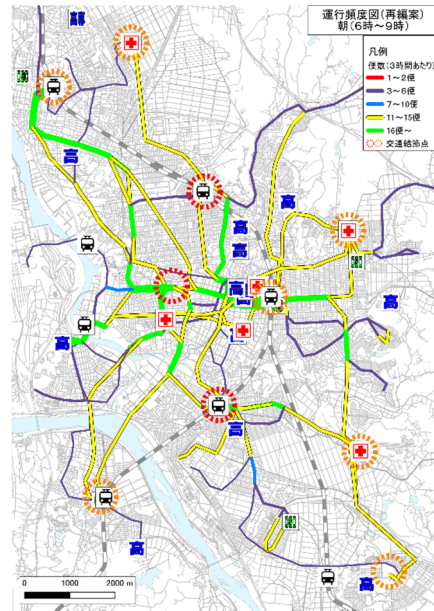 運行頻度図(再編案)
朝(6時～9時)
凡例
便数(3時間あたり)
1～2便
3～6便
7～10便
11～15便
16便～
交通結節点
高
高
高
高
高
高
高
高
高
高
高
0 1000 2000 m